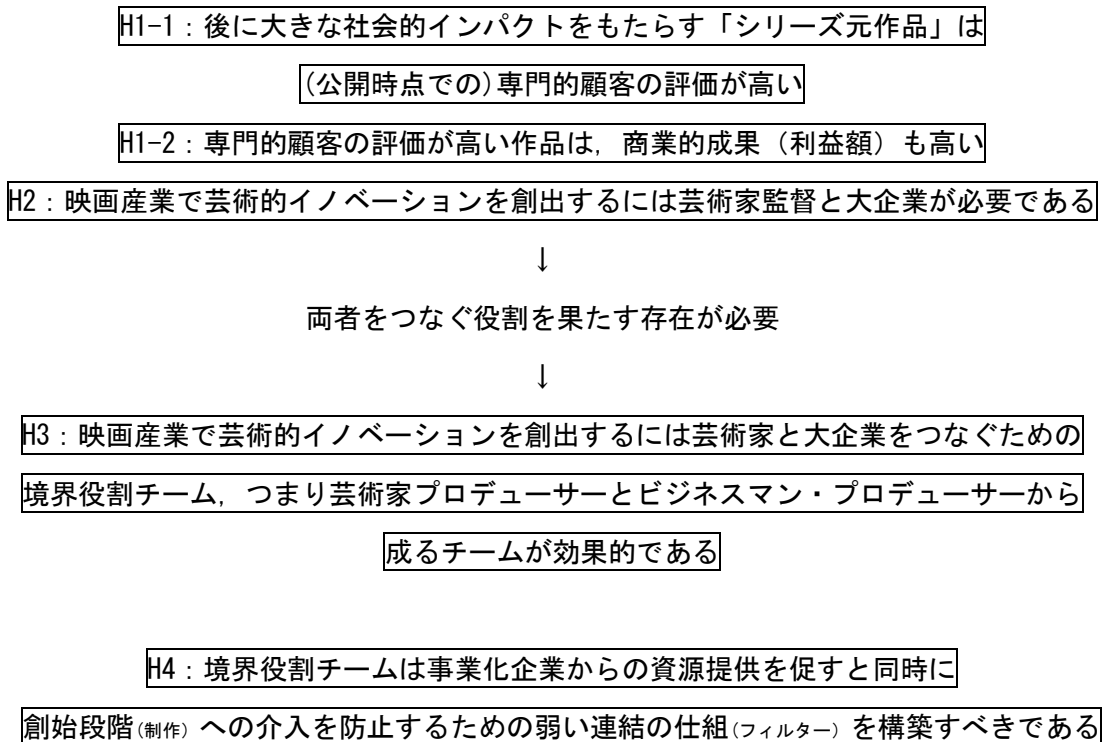 H1-1：後に大きな社会的インパクトをもたらす「シリーズ元作品」は
(公開時点での)専門的顧客の評価が高い
H1-2：専門的顧客の評価が高い作品は，商業的成果（利益額）も高い
H2：映画産業で芸術的イノベーションを創出するには芸術家監督と大企業が必要である
↓
両者をつなぐ役割を果たす存在が必要
↓
H3：映画産業で芸術的イノベーションを創出するには芸術家と大企業をつなぐための
境界役割チーム，つまり芸術家プロデューサーとビジネスマン・プロデューサーから
成るチームが効果的である
H4：境界役割チームは事業化企業からの資源提供を促すと同時に
創始段階(制作)への介入を防止するための弱い連結の仕組(フィルター)を構築すべきである